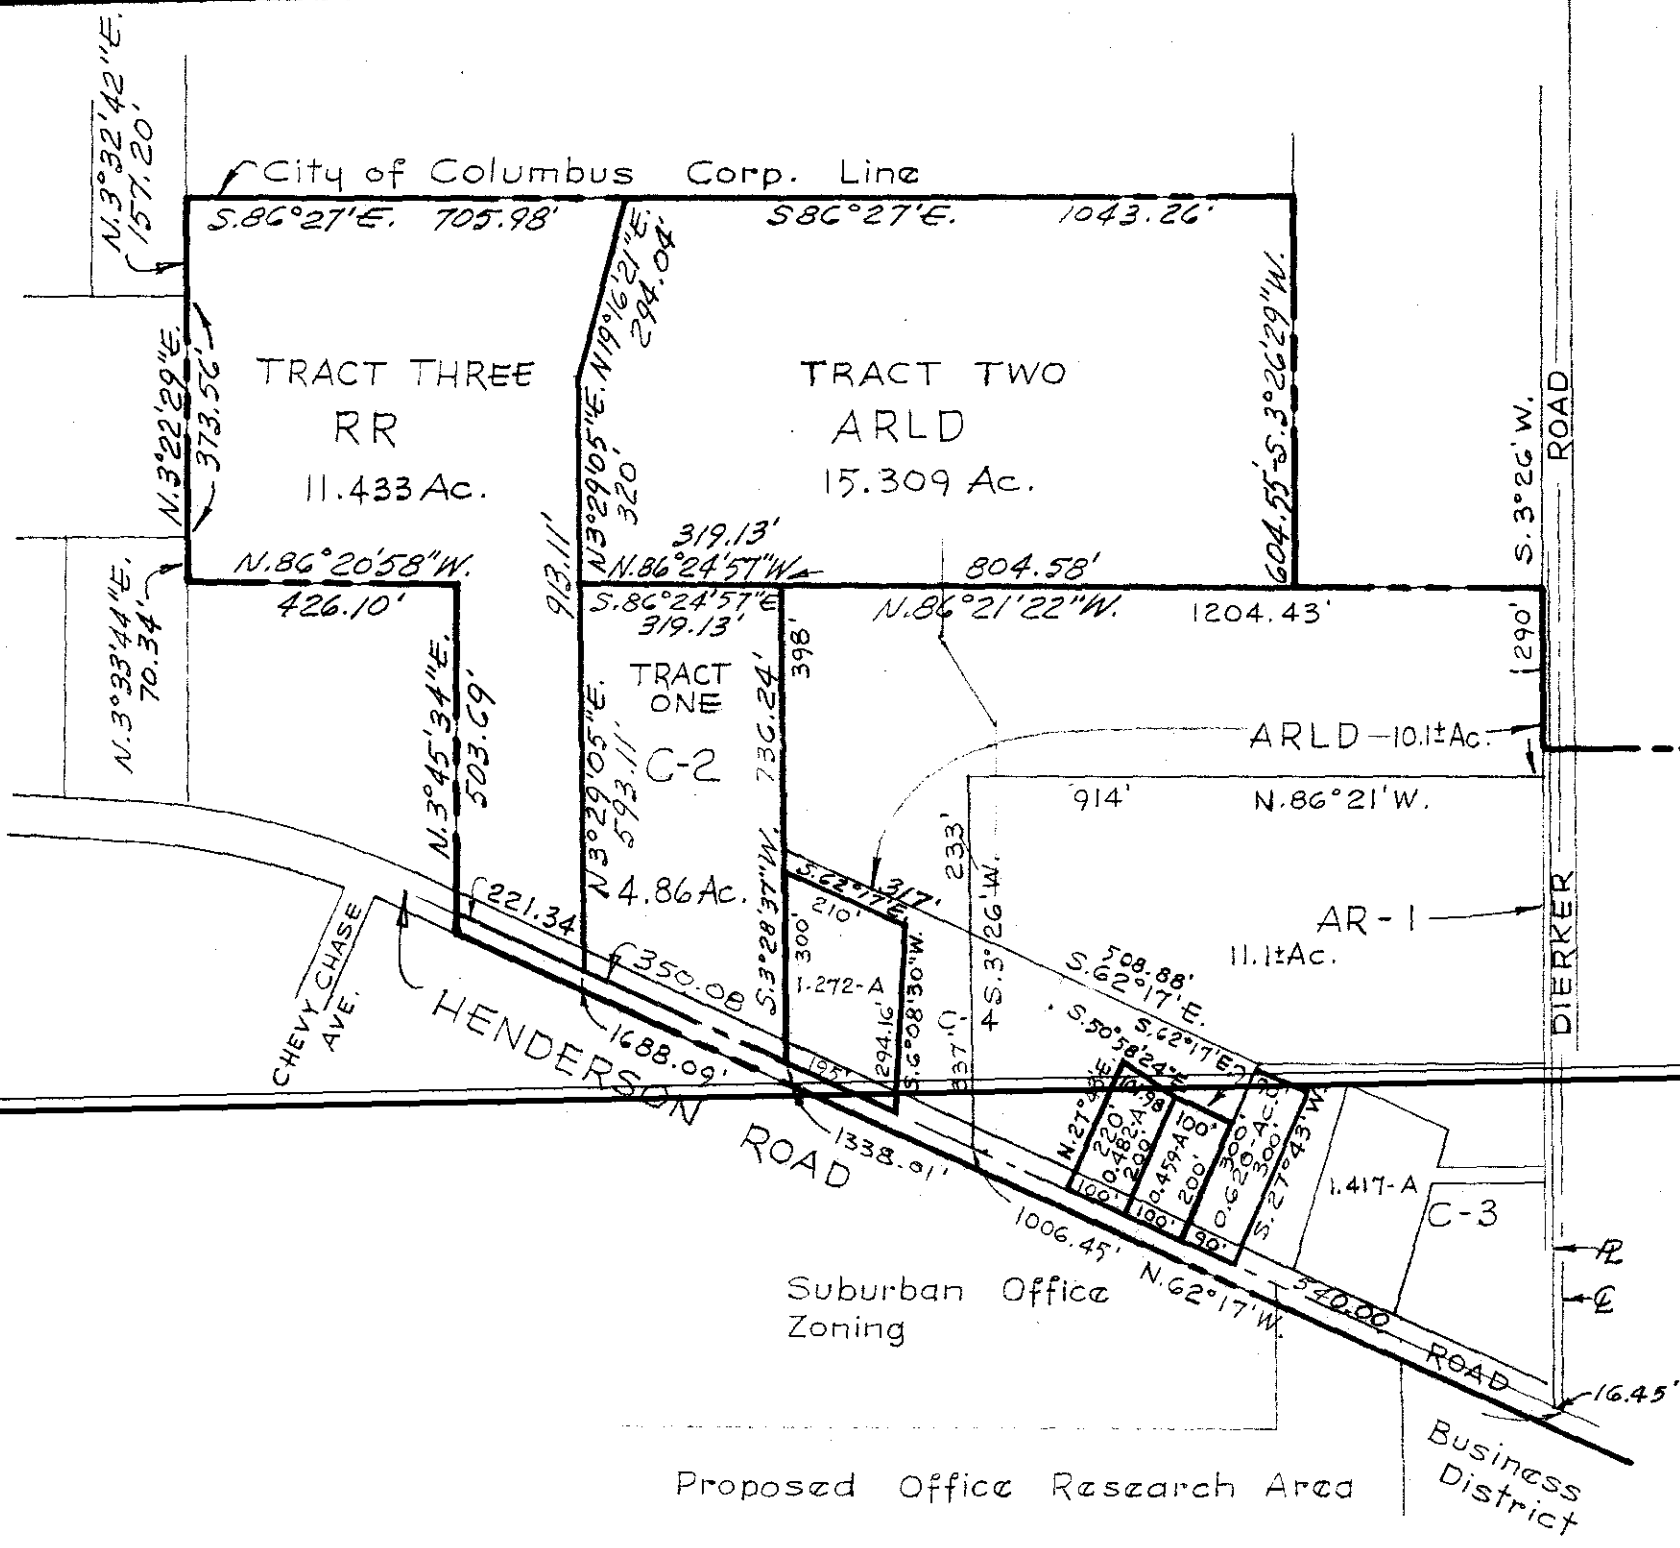 N.3°32'42"E.
157.20'
City of Columbus Corp. Line
S.86°27'E. 705.98'
S86°27'E. 1043.26'
N19°16'21"E.
294.04'
N.3°22'29"E.
373.56'
TRACT THREE
RR
11.433 Ac.
TRACT TWO
ARLD
15.309 Ac.
604.55'-S.3°26'29"W.
S.3°26'W.
ROAD
N3°29'05"E.
320'
913.11'
N.86°20'58"W.
426.10'
N.3°33'44"E.
70.34'
319.13'
N.86°24'57"W.
804.58'
S.86°24'57"E
319.13'
N.86°21'22"W. 1204.43'
290'
398'
TRACT
ONE
C-2
4.86 Ac.
N.3°45'34"E.
503.69'
N3°29'05"E.
593.11'
736.24'
S.3°28'37"W.
ARLD-10.1±Ac.
914' N.86°21'W.
233'
S.3°26'W.
AR-1
11.1±Ac.
DIERKER
S.62°17'E.
317'
210'
300'
1.272-A
294.16'
S.6°08'30"W.
195'
C-4
837'
508.88'
S.62°17'E.
S.62°17'E.
S.50°58'24"E
N.27°43'E.
220'
0.482-A
200'
100'
0.459-A
200'
300'
0.620-Ac.
300'
S.27°43'W.
100'
100'
90'
1.417-A
C-3
221.34
350.08
CHEVY CHASE
AVE.
HENDERSON ROAD
1688.09'
1338.01'
1006.45'
N.62°17'W.
540.00
ROAD
16.45'
PL
CL
Suburban Office
Zoning
Proposed Office Research Area
Business
District